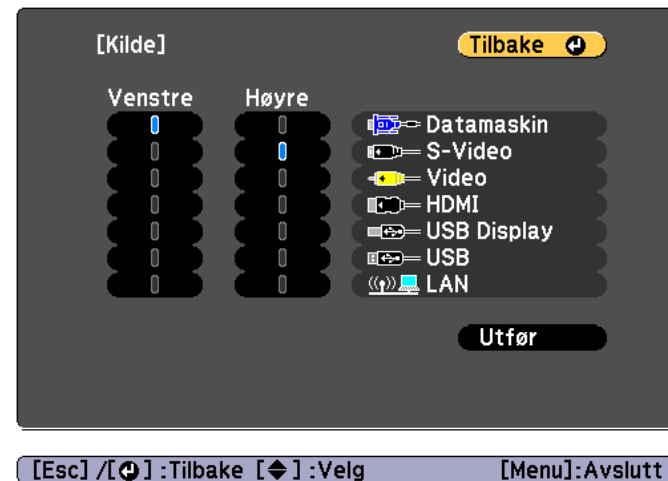 [Kilde] Tilbake
Venstre Høyre
Datamaskin
S-Video
Video
HDMI
USB Display
USB
LAN
Utfør
[Esc] /[ ] :Tilbake [ ] :Velg [Menu]:Avslutt